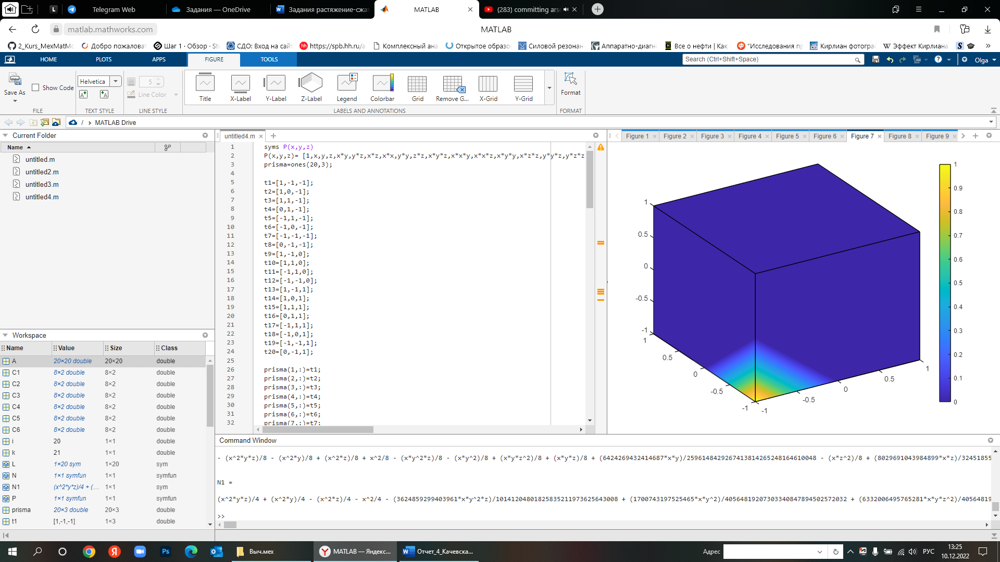 L Telegram Web Задания — OneDrive Задания растяжение-сжат MATLAB (283) committing arso
matlab.mathworks.com MATLAB
2_Kurs_MexMatMo Добро пожаловат Шаг 1 · Обзор · Ste СДО: Вход на сайт https://spb.hh.ru/a Комплексный ана Открытое образо Силовой резонан Аппаратно-диагн Все о нефти | Как "Исследования пр Кирлиан фотограс Эффект Кирлиана »
HOME PLOTS APPS FIGURE TOOLS Search (Ctrl+Shift+Space) Olga
Save As Show Code Helvetica 5 Line Color Title X-Label Y-Label Z-Label Legend Colorbar Grid Remove G... X-Grid Y-Grid Format
FILE TEXT STYLE LINE STYLE LABELS AND ANNOTATIONS FORMAT
/ MATLAB Drive
Current Folder
Name
untitled.m
untitled2.m
untitled3.m
untitled4.m
Workspace
Name Value Size Class
A 20×20 double 20×20 double
C1 8×2 double 8×2 double
C2 8×2 double 8×2 double
C3 8×2 double 8×2 double
C4 8×2 double 8×2 double
C5 8×2 double 8×2 double
C6 8×2 double 8×2 double
i 20 1×1 double
k 21 1×1 double
L 1×20 sym 1×20 sym
N 1×1 symfun 1×1 symfun
N1 (x^2*y*z)/4 + (... 1×1 sym
P 1×1 symfun 1×1 symfun
prisma 20×3 double 20×3 double
t1 [1,-1,-1] 1×3 double
untitled4.m
1 syms P(x,y,z)
2 P(x,y,z)= [1,x,y,z,x*y,y*z,x*z,x*x,y*y,z*z,x*y*z,x*x*y,x*x*z,x*y*y,x*z*z,y*y*z,y*z*z
3 prisma=ones(20,3);
4
5 t1=[1,-1,-1];
6 t2=[1,0,-1];
7 t3=[1,1,-1];
8 t4=[0,1,-1];
9 t5=[-1,1,-1];
10 t6=[-1,0,-1];
11 t7=[-1,-1,-1];
12 t8=[0,-1,-1];
13 t9=[1,-1,0];
14 t10=[1,1,0];
15 t11=[-1,1,0];
16 t12=[-1,-1,0];
17 t13=[1,-1,1];
18 t14=[1,0,1];
19 t15=[1,1,1];
20 t16=[0,1,1];
21 t17=[-1,1,1];
22 t18=[-1,0,1];
23 t19=[-1,-1,1];
24 t20=[0,-1,1];
25
26 prisma(1,:)=t1;
27 prisma(2,:)=t2;
28 prisma(3,:)=t3;
29 prisma(4,:)=t4;
30 prisma(5,:)=t5;
31 prisma(6,:)=t6;
32 prisma(7,:)=t7;
Figure 1 Figure 2 Figure 3 Figure 4 Figure 5 Figure 6 Figure 7 Figure 8 Figure 9
1
0.5
0
-0.5
-1
1
0.5
0
-0.5
-1
-1
-0.5
0
0.5
1
1
0.9
0.8
0.7
0.6
0.5
0.4
0.3
0.2
0.1
0
Command Window
- (x^2*y*z)/8 - (x^2*y)/8 + (x^2*z)/8 + x^2/8 - (x*y^2*z)/8 - (x*y^2)/8 + (x*y*z^2)/8 + (x*y*z)/8 + (6424269432414687*x*y)/259614842926741381426524816461004​8 - (x*z^2)/8 + (8029691043984899*x*z)/32451855
N1 =
(x^2*y*z)/4 + (x^2*y)/4 - (x^2*z)/4 - x^2/4 - (3624859299403961*x*y^2*z)/10141204801825835211973625643008 + (1700743197525465*x*y^2)/40564819207303340847894502572032 + (6332006495765281*x*y*z^2)/40564819
>>
Выч.мех MATLAB — Яндекс... Отчет_4_Качевска... Адрес РУС 13:25
10.12.2022